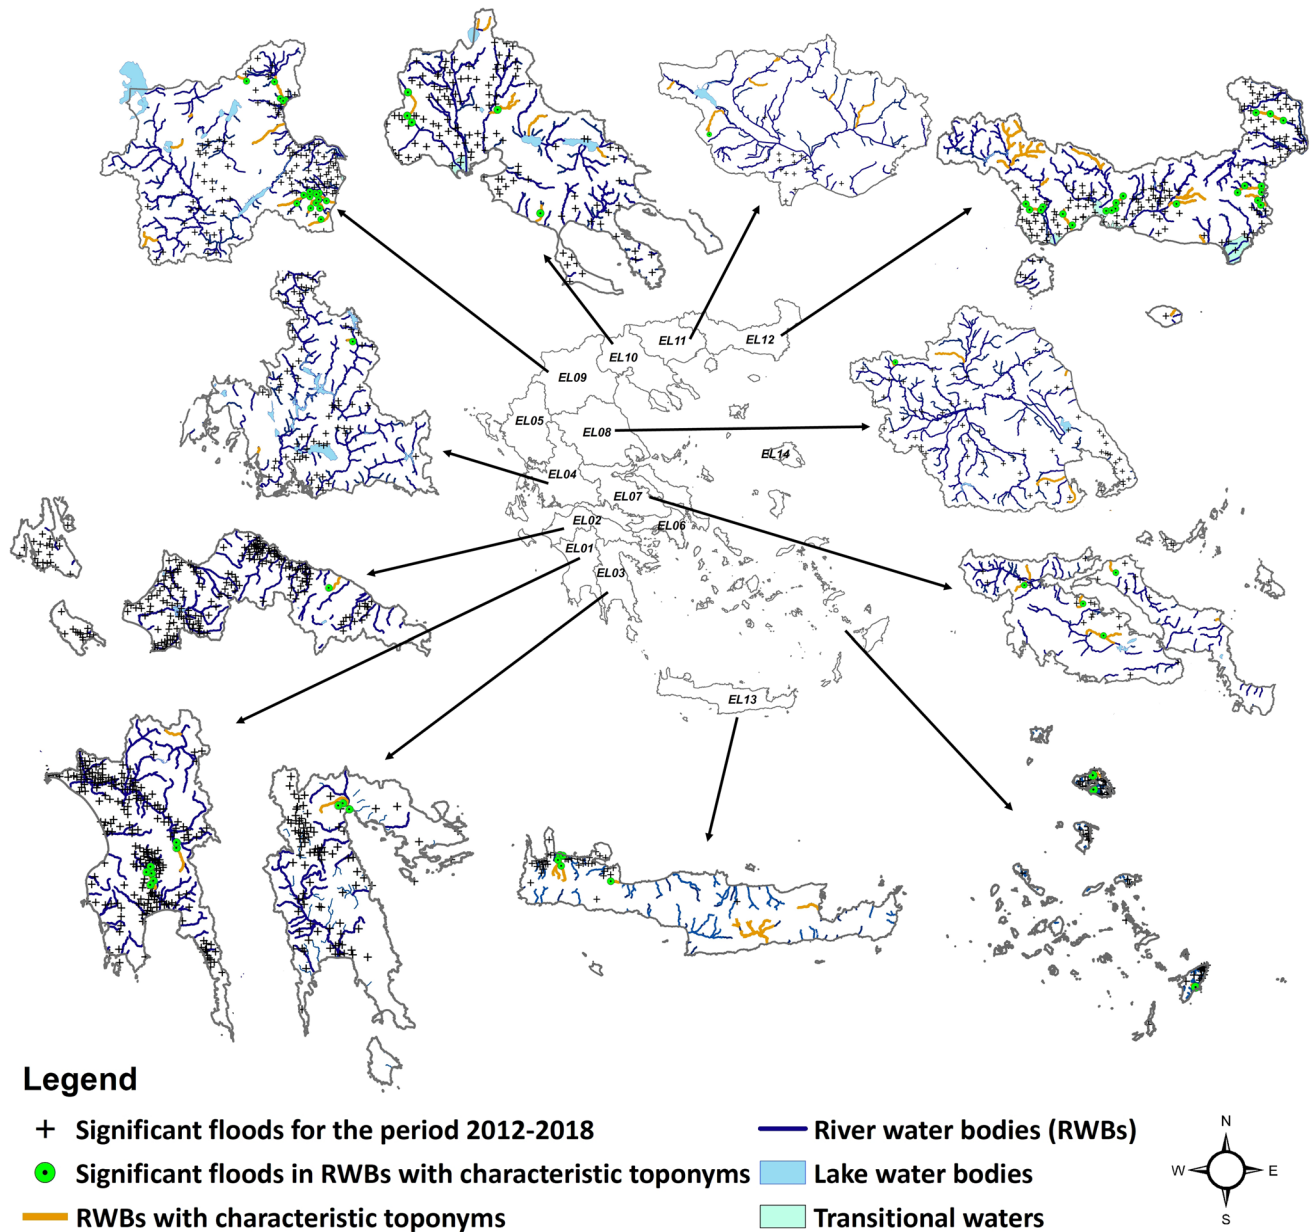 EL11
EL12
EL10
EL09
EL05
EL08
EL14
EL04
EL07
EL02
EL06
EL01
EL03
EL13
Legend
Significant floods for the period 2012-2018
Significant floods in RWBs with characteristic toponyms
RWBs with characteristic toponyms
River water bodies (RWBs)
Lake water bodies
Transitional waters
N
W E
S